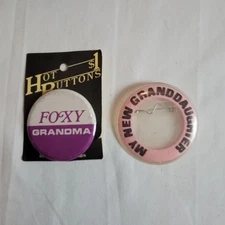 HOT $1
BUTTONS
FOXY
GRANDMA
MY NEW GRANDDAUGHTER